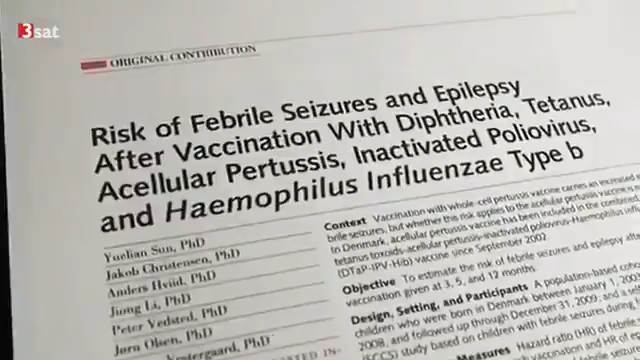 3sat
ORIGINAL CONTRIBUTION
Risk of Febrile Seizures and Epilepsy
After Vaccination With Diphtheria, Tetanus,
Acellular Pertussis, Inactivated Poliovirus,
and Haemophilus Influenzae Type b
Yuelian Sun, PhD
Jakob Christensen, PhD
Anders Hviid, PhD
Jiong Li, PhD
Peter Vedsted, PhD
Jørn Olsen, PhD
Vestergaard, PhD
Context Vaccination with whole-cell pertussis vaccine carries an increased
brile seizures, but whether the risk applies to the acellular pertussis vaccine is
In Denmark, acellular pertussis vaccine has been included in the combined
tetanus toxoids-acellular pertussis-inactivated poliovirus-Haemophilus
(DTaP-IPV-Hib) vaccine since September 2002.
Objective To estimate the risk of febrile seizures and epilepsy after
vaccination given at 3, 5, and 12 months.
Design, Setting, and Participants A population-based
children who were born in Denmark between January 1,
2008, and followed up through December 31, 2009; and a
(SCCS) study based on children with febrile seizures during
Measures Hazard ratio (HR) of febrile